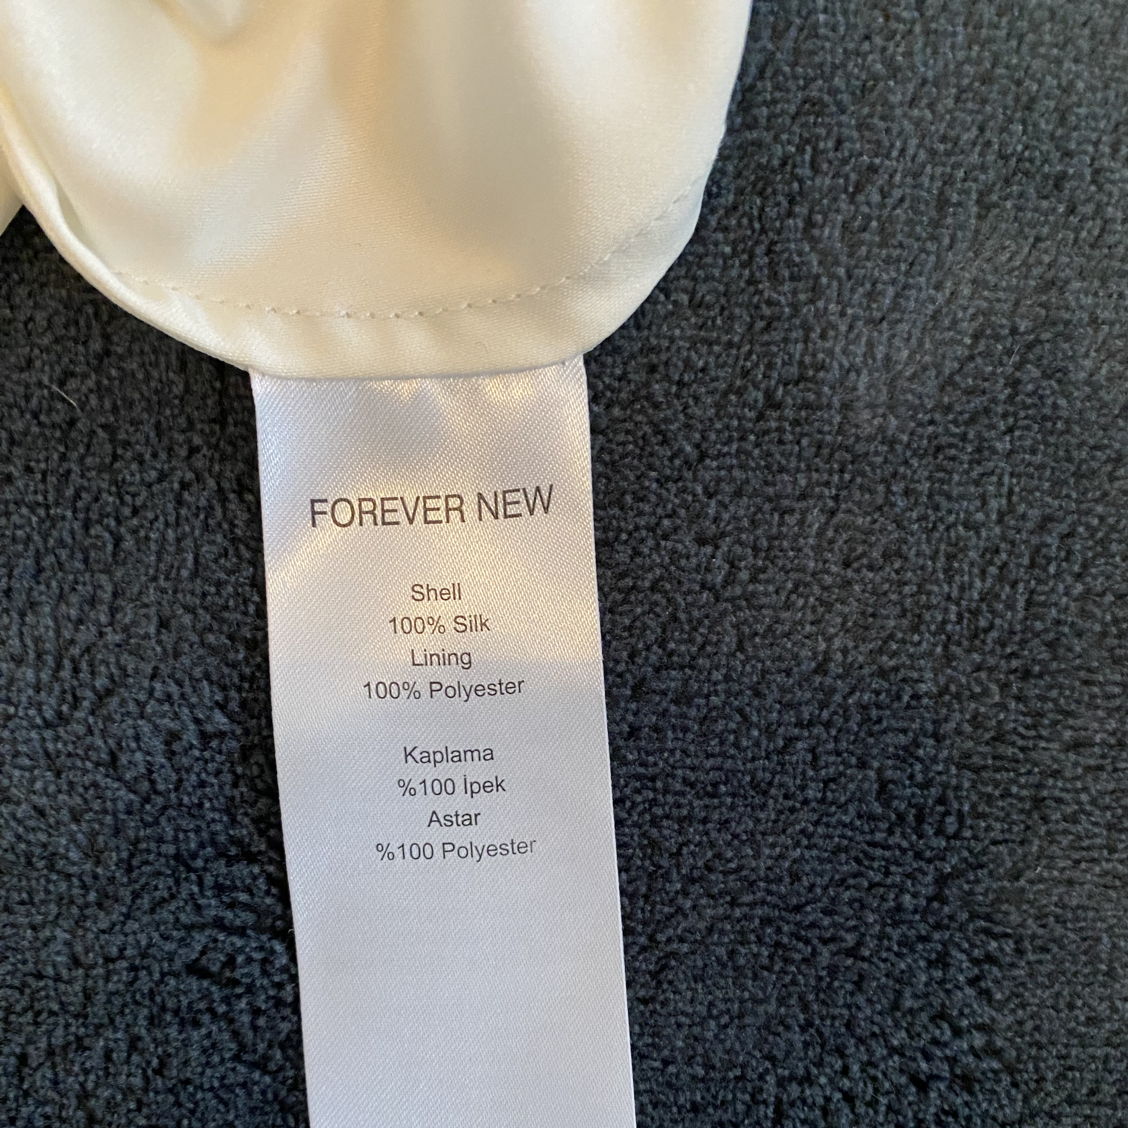 FOREVER NEW
Shell
100% Silk
Lining
100% Polyester
Kaplama
%100 İpek
Astar
%100 Polyester